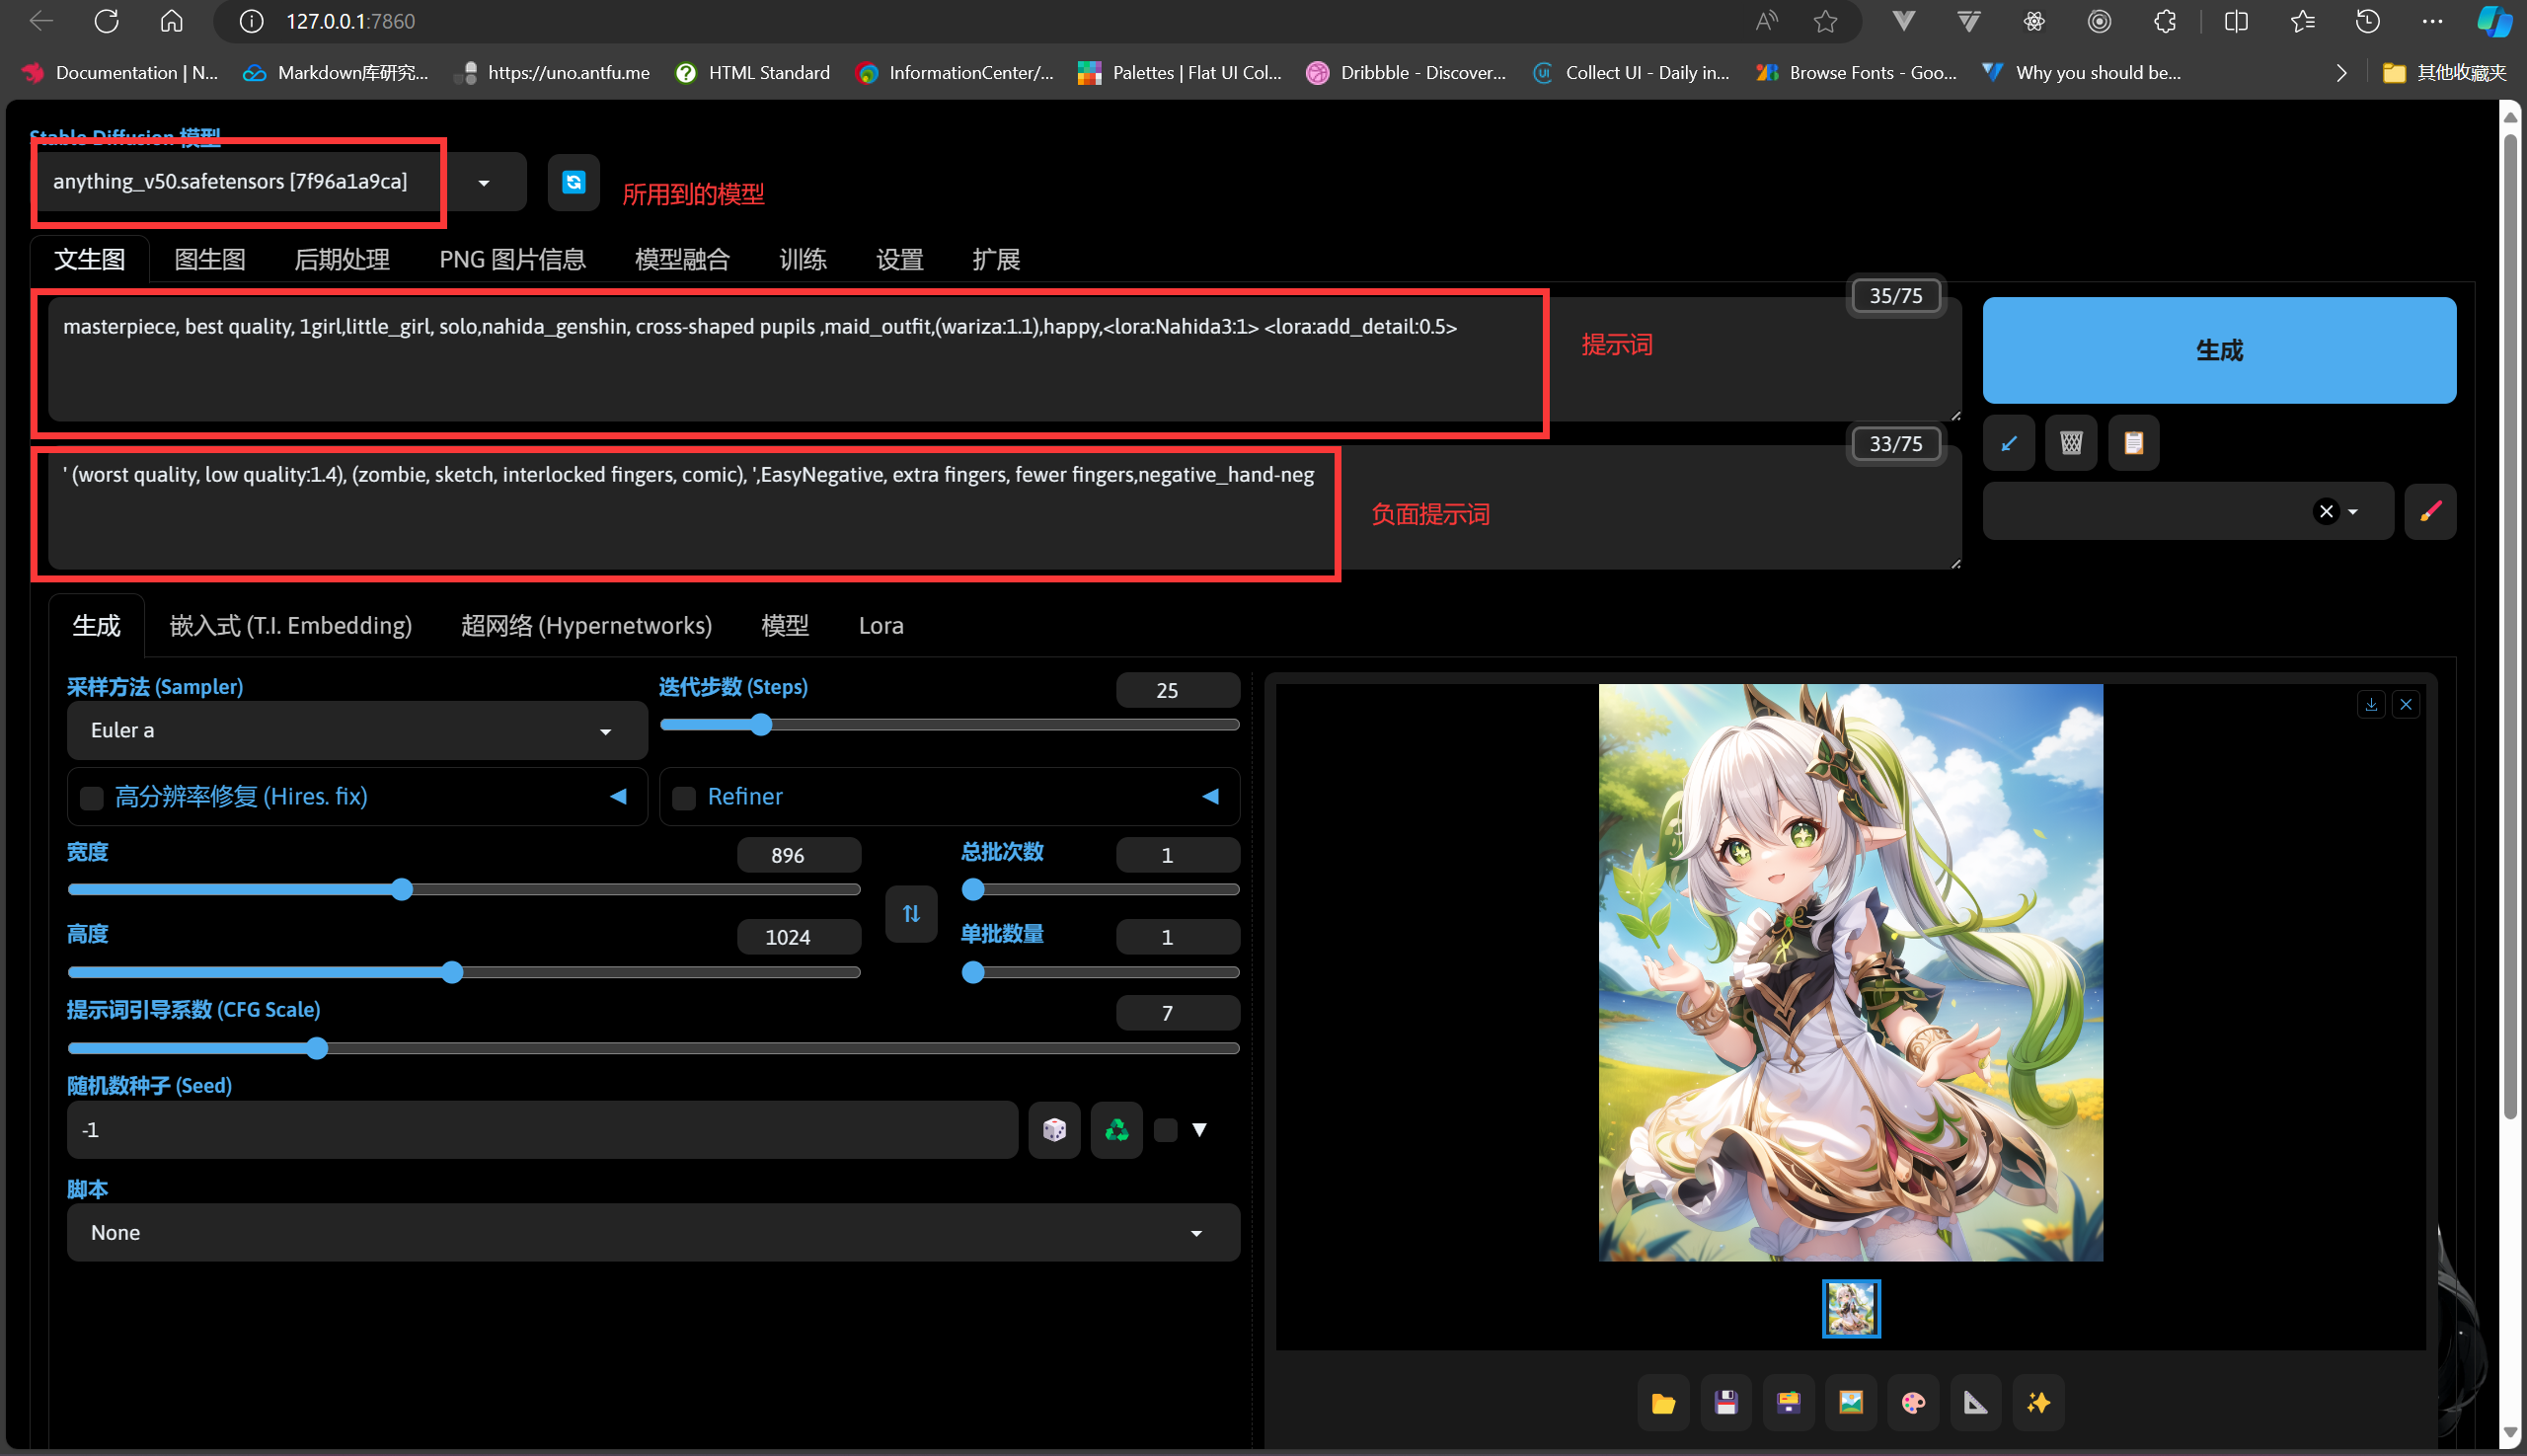 127.0.0.1:7860
Documentation | N...
Markdown库研究...
https://uno.antfu.me
HTML Standard
InformationCenter/...
Palettes | Flat UI Col...
Dribbble - Discover...
Collect UI - Daily in...
Browse Fonts - Goo...
Why you should be...
其他收藏夹
Stable Diffusion 模型
anything_v50.safetensors [7f96a1a9ca]
所用到的模型
文生图
图生图
后期处理
PNG 图片信息
模型融合
训练
设置
扩展
35/75
masterpiece, best quality, 1girl,little_girl, solo,nahida_genshin, cross-shaped pupils ,maid_outfit,(wariza:1.1),happy,<lora:Nahida3:1> <lora:add_detail:0.5>
提示词
生成
33/75
' (worst quality, low quality:1.4), (zombie, sketch, interlocked fingers, comic), ',EasyNegative, extra fingers, fewer fingers,negative_hand-neg
负面提示词
生成
嵌入式 (T.I. Embedding)
超网络 (Hypernetworks)
模型
Lora
采样方法 (Sampler)
Euler a
迭代步数 (Steps)
25
高分辨率修复 (Hires. fix)
Refiner
宽度
896
总批次数
1
高度
1024
单批数量
1
提示词引导系数 (CFG Scale)
7
随机数种子 (Seed)
-1
脚本
None